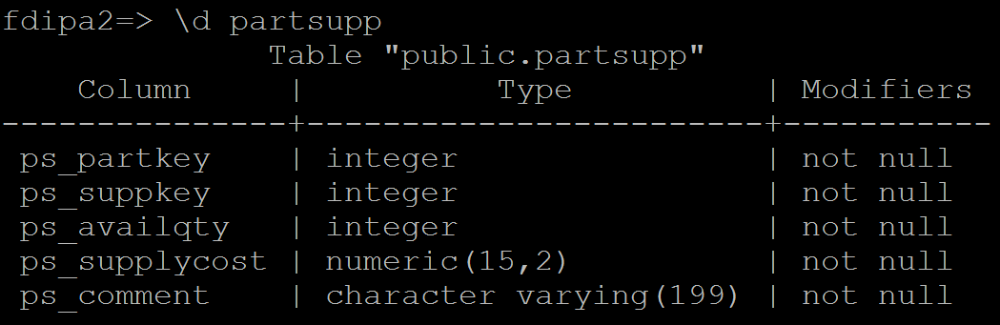 fdipa2=> \d partsupp
              Table "public.partsupp"
    Column     |          Type          | Modifiers
---------------+------------------------+-----------
 ps_partkey    | integer                | not null
 ps_suppkey    | integer                | not null
 ps_availqty   | integer                | not null
 ps_supplycost | numeric(15,2)          | not null
 ps_comment    | character varying(199) | not null